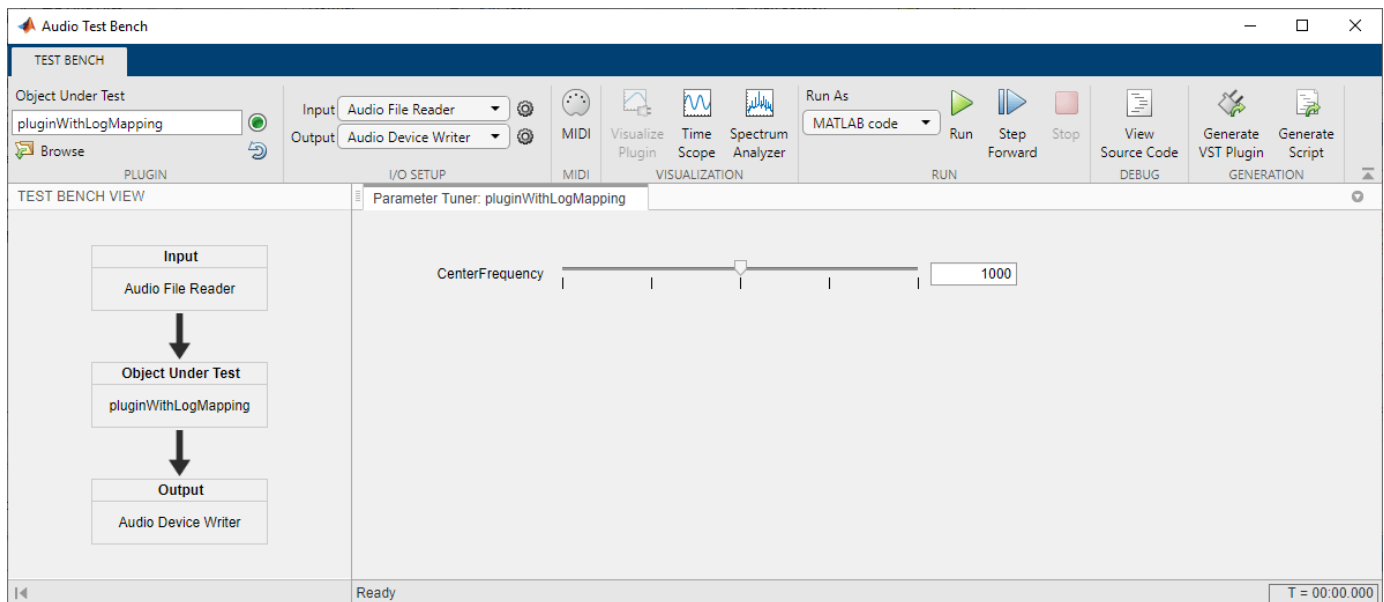 Audio Test Bench
TEST BENCH
Object Under Test
pluginWithLogMapping
Browse
PLUGIN
Input Audio File Reader
Output Audio Device Writer
I/O SETUP
MIDI
MIDI
Visualize Plugin
Time Scope
Spectrum Analyzer
VISUALIZATION
Run As
MATLAB code
Run
Step Forward
Stop
RUN
View Source Code
DEBUG
Generate VST Plugin
Generate Script
GENERATION
TEST BENCH VIEW
Parameter Tuner: pluginWithLogMapping
Input
Audio File Reader
Object Under Test
pluginWithLogMapping
Output
Audio Device Writer
CenterFrequency 1000
Ready
T = 00:00.000